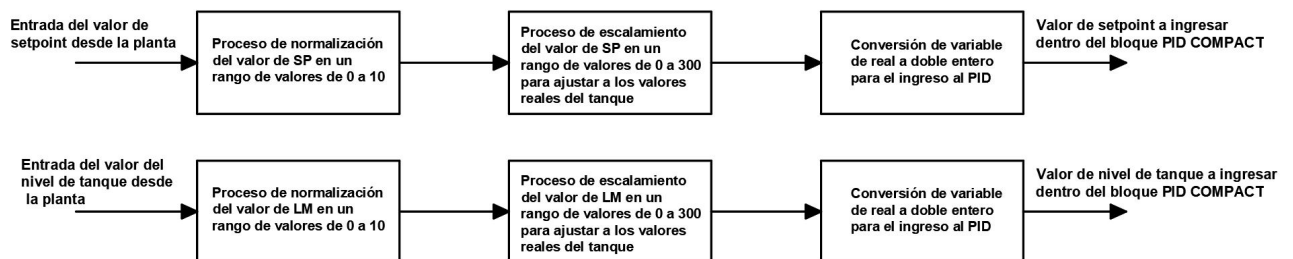 Entrada del valor de
setpoint desde la planta
Proceso de normalización
del valor de SP en un
rango de valores de 0 a 10
Proceso de escalamiento
del valor de SP en un
rango de valores de 0 a 300
para ajustar a los valores
reales del tanque
Conversión de variable
de real a doble entero
para el ingreso al PID
Valor de setpoint a ingresar
dentro del bloque PID COMPACT
Entrada del valor del
nivel de tanque desde
la planta
Proceso de normalización
del valor de LM en un
rango de valores de 0 a 10
Proceso de escalamiento
del valor de LM en un
rango de valores de 0 a 300
para ajustar a los valores
reales del tanque
Conversión de variable
de real a doble entero
para el ingreso al PID
Valor de nivel de tanque a ingresar
dentro del bloque PID COMPACT